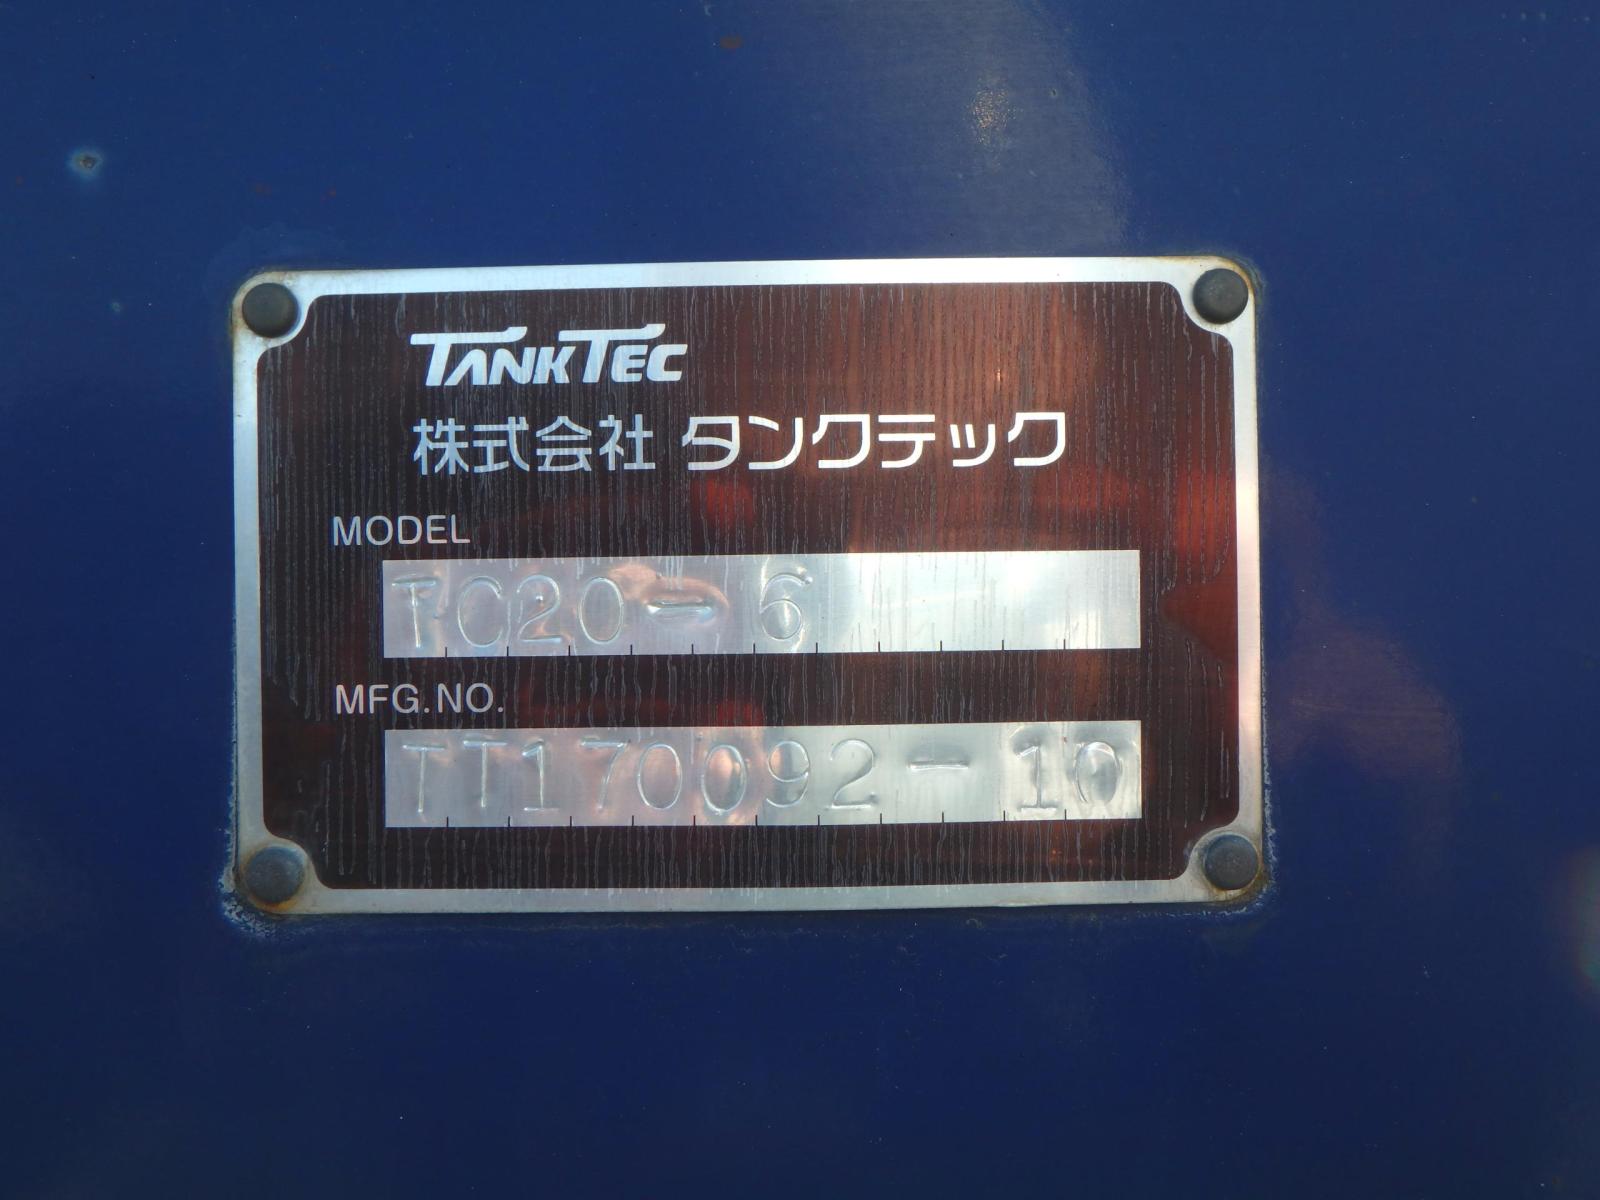 TANKTEC
株式会社 タンクテック
MODEL
TC20-6
MFG.NO.
TT170092-10